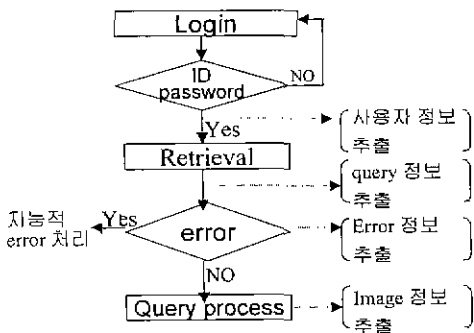 Login
ID
password
NO
Yes
사용자 정보
추출
Retrieval
query 정보
추출
지능적
error 처리
Yes
error
Error 정보
추출
NO
Query process
Image 정보
추출